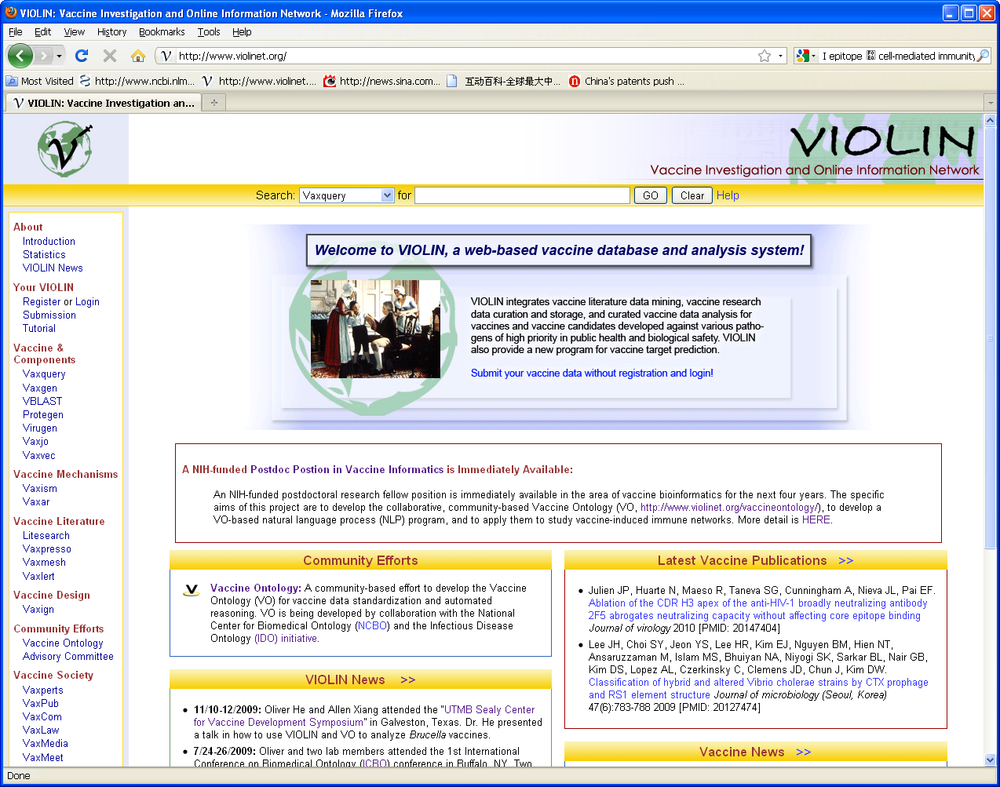 VIOLIN: Vaccine Investigation and Online Information Network - Mozilla Firefox
File Edit View History Bookmarks Tools Help
http://www.violinet.org/
I epitope 和 cell-mediated immunity
Most Visited http://www.ncbi.nlm... http://www.violinet.... http://news.sina.com... 互动百科-全球最大中... China's patents push ...
VIOLIN: Vaccine Investigation an...
VIOLIN
Vaccine Investigation and Online Information Network
Search: Vaxquery for GO Clear Help
About
Introduction
Statistics
VIOLIN News
Your VIOLIN
Register or Login
Submission
Tutorial
Vaccine &
Components
Vaxquery
Vaxgen
VBLAST
Protegen
Virugen
Vaxjo
Vaxvec
Vaccine Mechanisms
Vaxism
Vaxar
Vaccine Literature
Litesearch
Vaxpresso
Vaxmesh
Vaxlert
Vaccine Design
Vaxign
Community Efforts
Vaccine Ontology
Advisory Committee
Vaccine Society
Vaxperts
VaxPub
VaxCom
VaxLaw
VaxMedia
VaxMeet
Welcome to VIOLIN, a web-based vaccine database and analysis system!
VIOLIN integrates vaccine literature data mining, vaccine research
data curation and storage, and curated vaccine data analysis for
vaccines and vaccine candidates developed against various patho-
gens of high priority in public health and biological safety. VIOLIN
also provide a new program for vaccine target prediction.
Submit your vaccine data without registration and login!
A NIH-funded Postdoc Postion in Vaccine Informatics is Immediately Available:
An NIH-funded postdoctoral research fellow position is immediately available in the area of vaccine bioinformatics for the next four years. The specific
aims of this project are to develop the collaborative, community-based Vaccine Ontology (VO, http://www.violinet.org/vaccineontology/), to develop a
VO-based natural language process (NLP) program, and to apply them to study vaccine-induced immune networks. More detail is HERE.
Community Efforts
Vaccine Ontology: A community-based effort to develop the Vaccine
Ontology (VO) for vaccine data standardization and automated
reasoning. VO is being developed by collaboration with the National
Center for Biomedical Ontology (NCBO) and the Infectious Disease
Ontology (IDO) initiative.
VIOLIN News >>
• 11/10-12/2009: Oliver He and Allen Xiang attended the "UTMB Sealy Center
for Vaccine Development Symposium" in Galveston, Texas. Dr. He presented
a talk in how to use VIOLIN and VO to analyze Brucella vaccines.
• 7/24-26/2009: Oliver and two lab members attended the 1st International
Conference on Biomedical Ontology (ICBO) conference in Buffalo, NY. Two
Latest Vaccine Publications >>
• Julien JP, Huarte N, Maeso R, Taneva SG, Cunningham A, Nieva JL, Pai EF.
Ablation of the CDR H3 apex of the anti-HIV-1 broadly neutralizing antibody
2F5 abrogates neutralizing capacity without affecting core epitope binding
Journal of virology 2010 [PMID: 20147404]
• Lee JH, Choi SY, Jeon YS, Lee HR, Kim EJ, Nguyen BM, Hien NT,
Ansaruzzaman M, Islam MS, Bhuiyan NA, Niyogi SK, Sarkar BL, Nair GB,
Kim DS, Lopez AL, Czerkinsky C, Clemens JD, Chun J, Kim DW.
Classification of hybrid and altered Vibrio cholerae strains by CTX prophage
and RS1 element structure Journal of microbiology (Seoul, Korea)
47(6):783-788 2009 [PMID: 20127474]
Vaccine News >>
Done